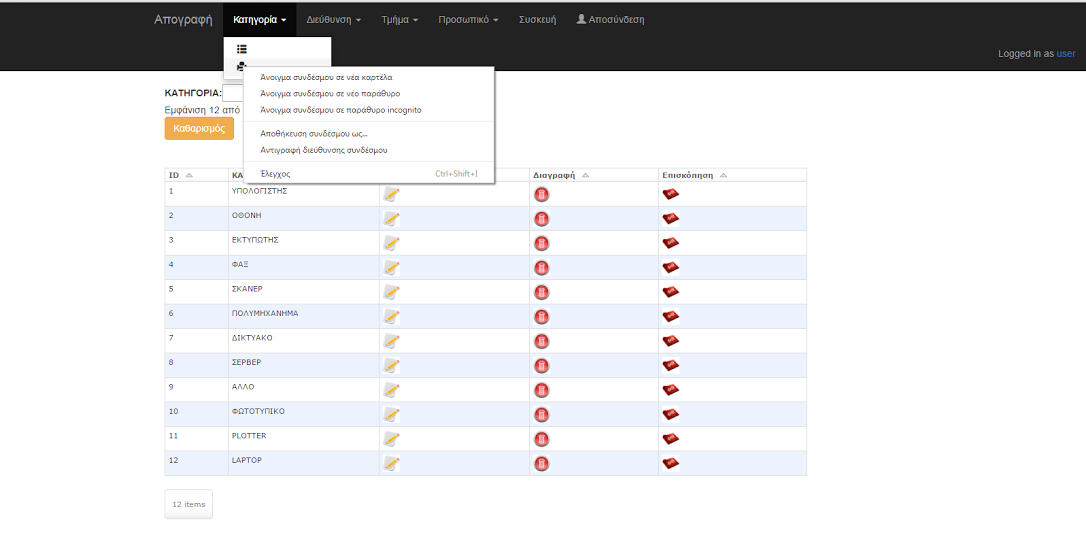 Απογραφή Κατηγορία Διεύθυνση Τμήμα Προσωπικό Συσκευή Αποσύνδεση
Logged in as user
ΚΑΤΗΓΟΡΙΑ:
Εμφάνιση 12 από
Καθαρισμός
Άνοιγμα συνδέσμου σε νέα καρτέλα
Άνοιγμα συνδέσμου σε νέο παράθυρο
Άνοιγμα συνδέσμου σε παράθυρο incognito
Αποθήκευση συνδέσμου ως...
Αντιγραφή διεύθυνσης συνδέσμου
Έλεγχος Ctrl+Shift+I
ID ΚΑ Διαγραφή Επισκόπηση
1 ΥΠΟΛΟΓΙΣΤΗΣ
2 ΟΘΟΝΗ
3 ΕΚΤΥΠΩΤΗΣ
4 ΦΑΞ
5 ΣΚΑΝΕΡ
6 ΠΟΛΥΜΗΧΑΝΗΜΑ
7 ΔΙΚΤΥΑΚΟ
8 ΣΕΡΒΕΡ
9 ΑΛΛΟ
10 ΦΩΤΟΤΥΠΙΚΟ
11 PLOTTER
12 LAPTOP
12 items